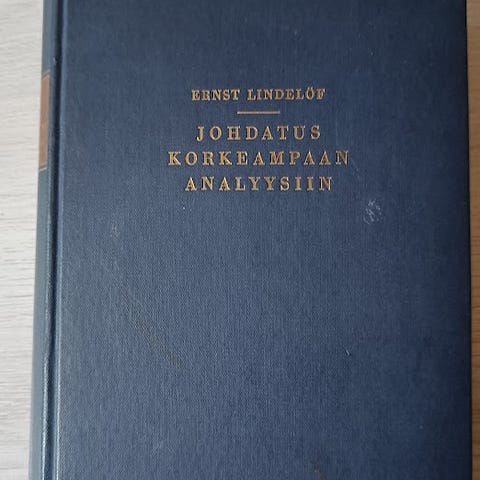 ERNST LINDELÖF
JOHDATUS
KORKEAMPAAN
ANALYYSIIN